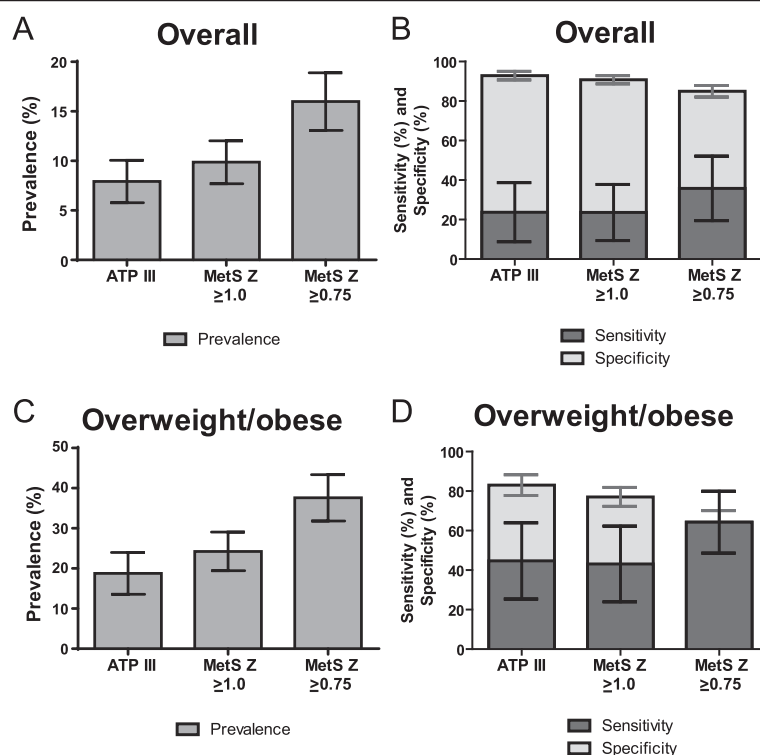 A
Overall
Prevalence (%)
20
15
10
5
0
ATP III
MetS Z
≥1.0
MetS Z
≥0.75
Prevalence
B
Overall
Sensitivity (%) and
Specificity (%)
100
80
60
40
20
0
ATP III
MetS Z
≥1.0
MetS Z
≥0.75
Sensitivity
Specificity
C
Overweight/obese
Prevalence (%)
50
40
30
20
10
0
ATP III
MetS Z
≥1.0
MetS Z
≥0.75
Prevalence
D
Overweight/obese
Sensitivity (%) and
Specificity (%)
100
80
60
40
20
0
ATP III
MetS Z
≥1.0
MetS Z
≥0.75
Sensitivity
Specificity